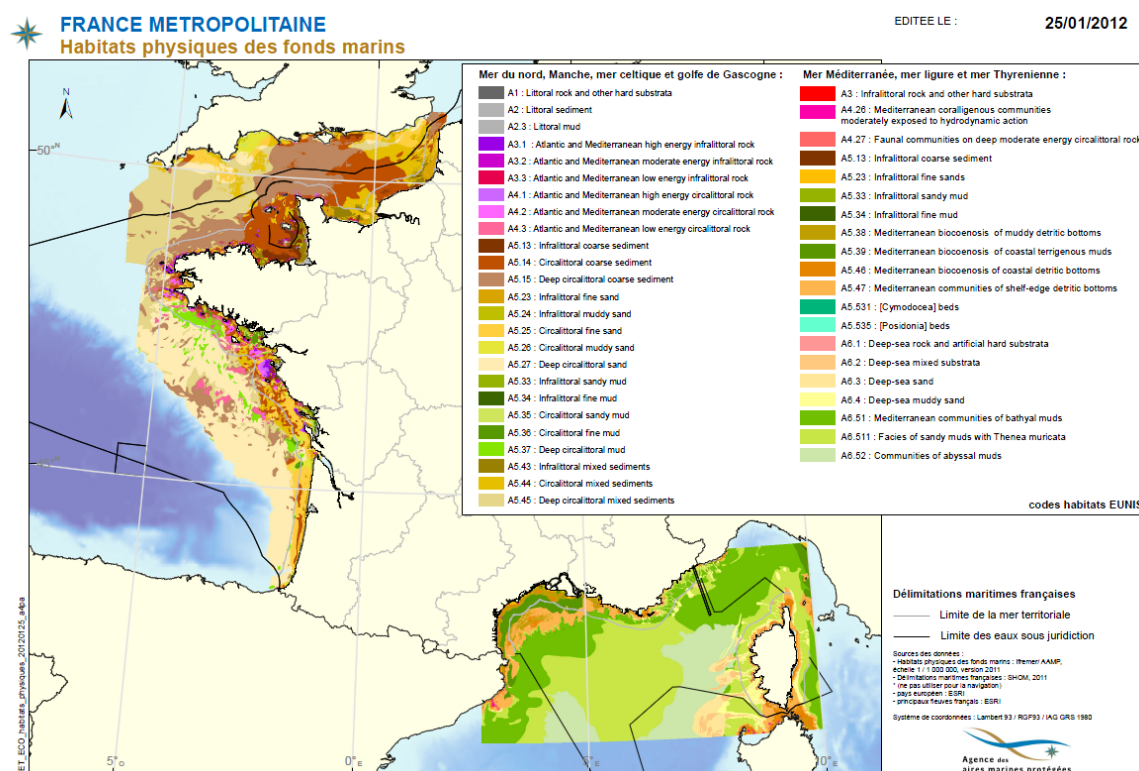 FRANCE METROPOLITAINE
Habitats physiques des fonds marins
EDITEE LE :
25/01/2012
N
50°N
Mer du nord, Manche, mer celtique et golfe de Gascogne :
A1 : Littoral rock and other hard substrata
A2 : Littoral sediment
A2.3 : Littoral mud
A3.1 : Atlantic and Mediterranean high energy infralittoral rock
A3.2 : Atlantic and Mediterranean moderate energy infralittoral rock
A3.3 : Atlantic and Mediterranean low energy infralittoral rock
A4.1 : Atlantic and Mediterranean high energy circalittoral rock
A4.2 : Atlantic and Mediterranean moderate energy circalittoral rock
A4.3 : Atlantic and Mediterranean low energy circalittoral rock
A5.13 : Infralittoral coarse sediment
A5.14 : Circalittoral coarse sediment
A5.15 : Deep circalittoral coarse sediment
A5.23 : Infralittoral fine sand
A5.24 : Infralittoral muddy sand
A5.25 : Circalittoral fine sand
A5.26 : Circalittoral muddy sand
A5.27 : Deep circalittoral sand
A5.33 : Infralittoral sandy mud
A5.34 : Infralittoral fine mud
A5.35 : Circalittoral sandy mud
A5.36 : Circalittoral fine mud
A5.37 : Deep circalittoral mud
A5.43 : Infralittoral mixed sediments
A5.44 : Circalittoral mixed sediments
A5.45 : Deep circalittoral mixed sediments
Mer Méditerranée, mer ligure et mer Thyrenienne :
A3 : Infralittoral rock and other hard substrata
A4.26 : Mediterranean coralligenous communities
moderately exposed to hydrodynamic action
A4.27 : Faunal communities on deep moderate energy circalittoral rock
A5.13 : Infralittoral coarse sediment
A5.23 : Infralittoral fine sands
A5.33 : Infralittoral sandy mud
A5.34 : Infralittoral fine mud
A5.38 : Mediterranean biocoenosis of muddy detritic bottoms
A5.39 : Mediterranean biocoenosis of coastal terrigenous muds
A5.46 : Mediterranean biocoenosis of coastal detritic bottoms
A5.47 : Mediterranean communities of shelf-edge detritic bottoms
A5.531 : [Cymodocea] beds
A5.535 : [Posidonia] beds
A6.1 : Deep-sea rock and artificial hard substrata
A6.2 : Deep-sea mixed substrata
A6.3 : Deep-sea sand
A6.4 : Deep-sea muddy sand
A6.51 : Mediterranean communities of bathyal muds
A6.511 : Facies of sandy muds with Thenea muricata
A6.52 : Communities of abyssal muds
codes habitats EUNIS
Délimitations maritimes françaises
Limite de la mer territoriale
Limite des eaux sous juridiction
Sources des données :
- Habitats physiques des fonds marins : Ifremer/ AAMP,
échelle 1 / 1 000 000, version 2011
- Délimitations maritimes françaises : SHOM, 2011
* (ne pas utiliser pour la navigation)
- pays européen : ESRI
- principaux fleuves français : ESRI
Système de coordonnées : Lambert 93 / RGF93 / IAG GRS 1980
Agence des
aires marines protégées
5°O
0°E
5°E
10°E